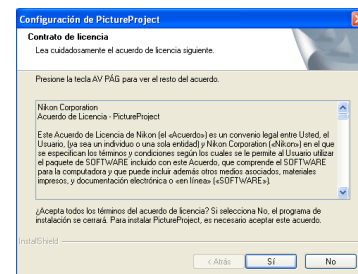 Configuración de PictureProject
Contrato de licencia
Lea cuidadosamente el acuerdo de licencia siguiente.
Presione la tecla AV PÁG para ver el resto del acuerdo.
Nikon Corporation
Acuerdo de Licencia - PictureProject
Este Acuerdo de Licencia de Nikon (el «Acuerdo») es un convenio legal entre Usted, el
Usuario, (ya sea un individuo o una sola entidad) y Nikon Corporation («Nikon») en el que
se especifican los términos y condiciones según los cuales se le permite al Usuario utilizar
el paquete de SOFTWARE incluido con este Acuerdo, que comprende el SOFTWARE
para la computadora y que puede incluir además otros medios asociados, materiales
impresos, y documentación electrónica o «en línea» («SOFTWARE»).
¿Acepta todos los términos del acuerdo de licencia? Si selecciona No, el programa de
instalación se cerrará. Para instalar PictureProject, es necesario aceptar este acuerdo.
InstallShield
< Atrás
Sí
No